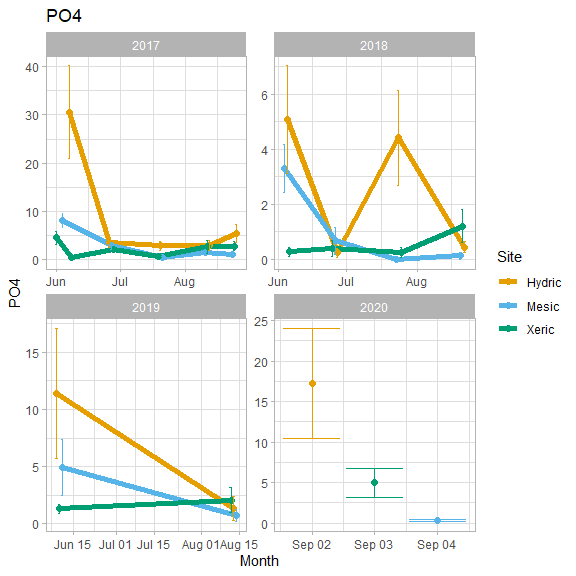 PO4
2017
2018
40
30
20
10
0
Jun
Jul
Aug
6
4
2
0
Jun
Jul
Aug
PO4
2019
2020
15
10
5
0
Jun 15
Jul 01
Jul 15
Aug 01
Aug 15
25
20
15
10
5
0
Sep 02
Sep 03
Sep 04
Month
Site
Hydric
Mesic
Xeric